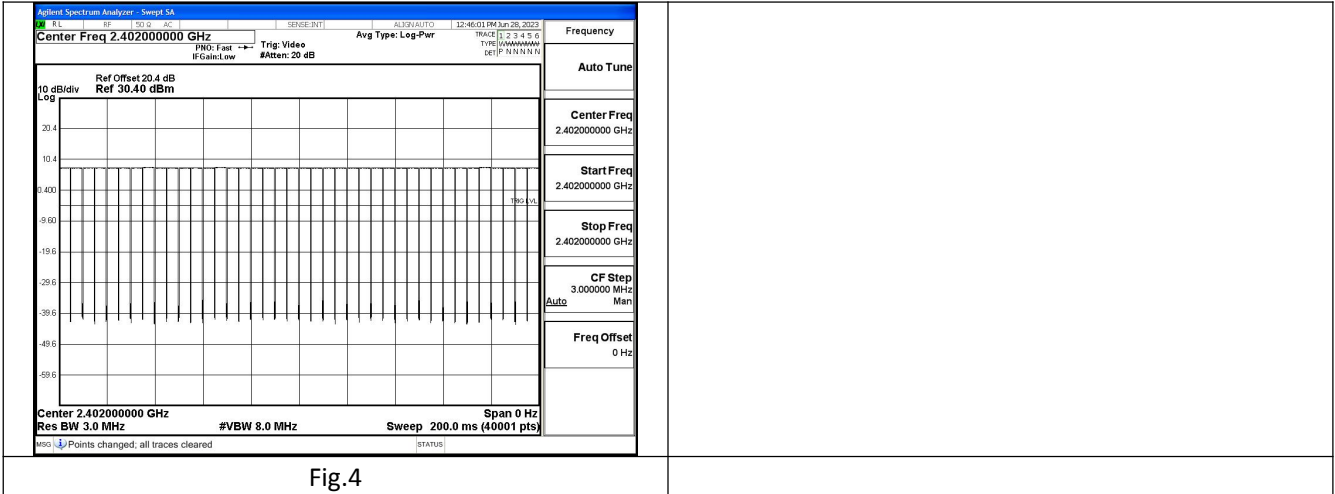 Agilent Spectrum Analyzer - Swept SA
RL RF 50 Ω AC SENSE:INT ALIGNAUTO 12:46:01 PM Jun 28, 2023
Center Freq 2.402000000 GHz
PNO: Fast
IFGain:Low
Trig: Video
#Atten: 20 dB
Avg Type: Log-Pwr
TRACE 1 2 3 4 5 6
TYPE
DET P N N N N N
Frequency
Auto Tune
Ref Offset 20.4 dB
10 dB/div Ref 30.40 dBm
Log
20.4
10.4
0.400
-9.60
-19.6
-29.6
-39.6
-49.6
-59.6
TRIG LVL
Center Freq
2.402000000 GHz
Start Freq
2.402000000 GHz
Stop Freq
2.402000000 GHz
CF Step
3.000000 MHz
Auto Man
Freq Offset
0 Hz
Center 2.402000000 GHz Span 0 Hz
Res BW 3.0 MHz #VBW 8.0 MHz Sweep 200.0 ms (40001 pts)
MSG Points changed; all traces cleared STATUS
Fig.4